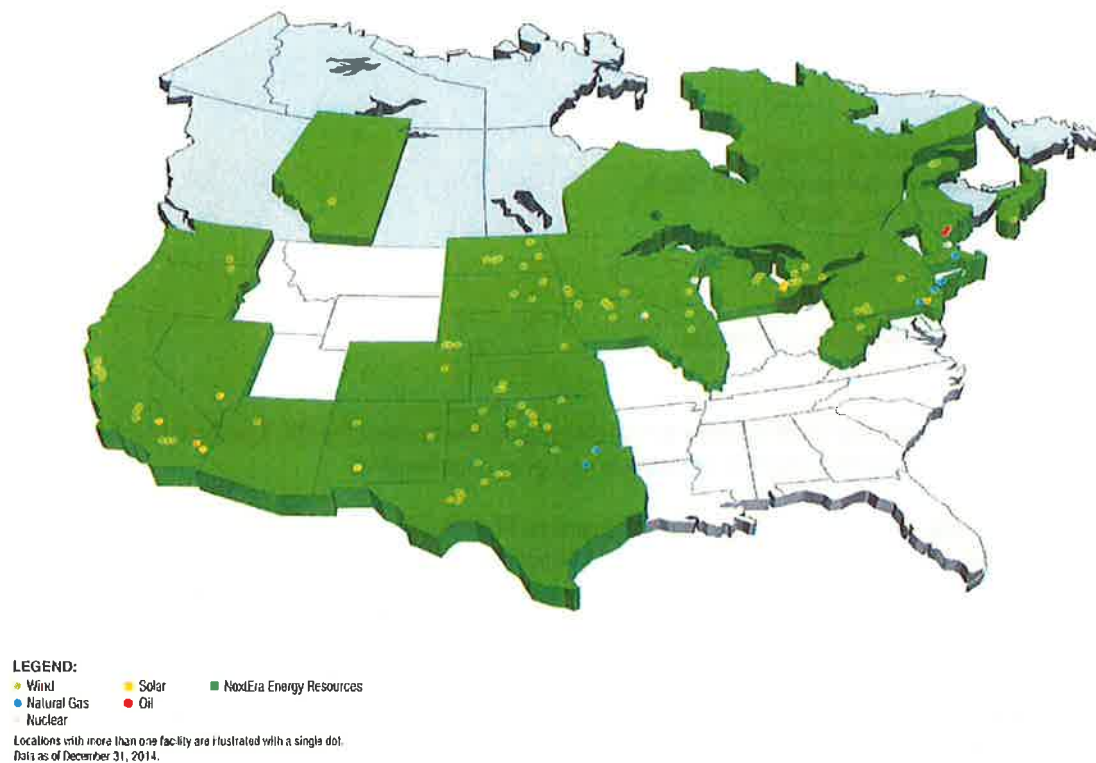 LEGEND:
Wind
Solar
NextEra Energy Resources
Natural Gas
Oil
Nuclear
Locations with more than one facility are illustrated with a single dot.
Data as of December 31, 2014.